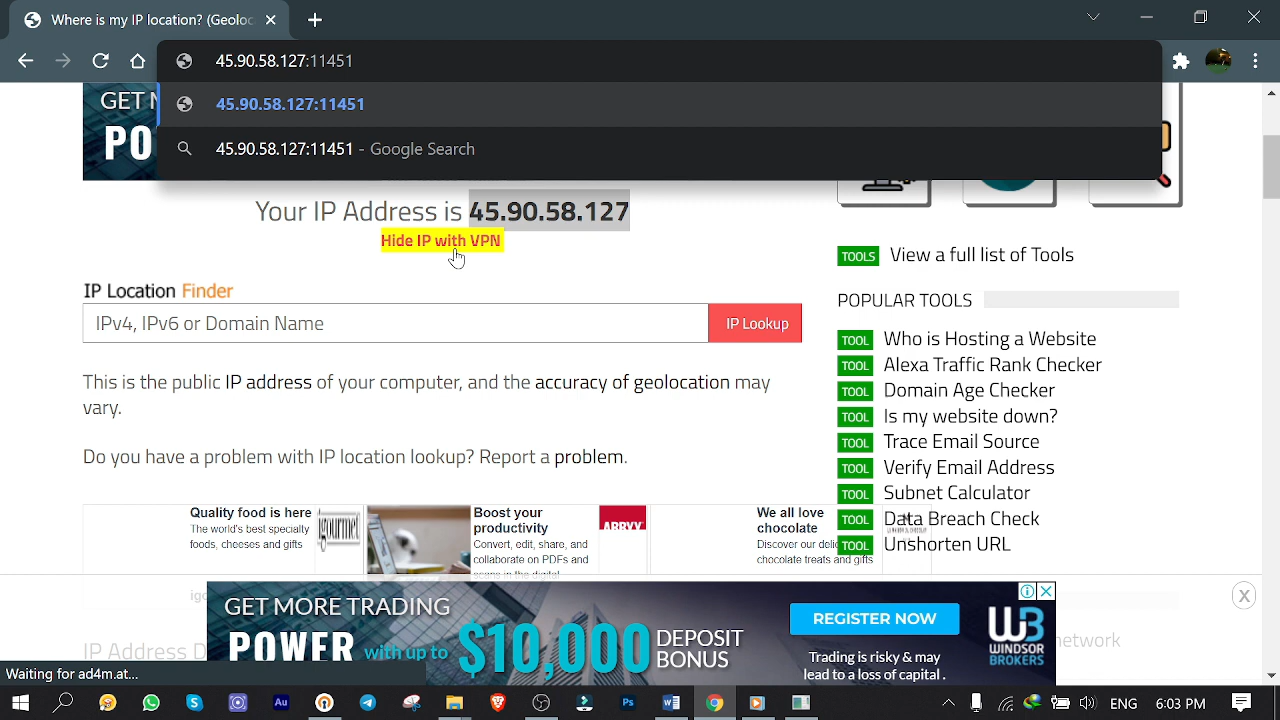 Where is my IP? (Geolocation)
45.90.58.127:11451
45.90.58.127:11451
45.90.58.127:11451 - Google Search
GET M
PO
Your IP Address is 45.90.58.127
Hide IP with VPN
IP Location Finder
IPv4, IPv6 or Domain Name
IP Lookup
This is the public IP address of your computer, and the accuracy of geolocation may
vary.
Do you have a problem with IP location lookup? Report a problem.
TOOLS View a full list of Tools
POPULAR TOOLS
TOOL Who is Hosting a Website
TOOL Alexa Traffic Rank Checker
TOOL Domain Age Checker
TOOL Is my website down?
TOOL Trace Email Source
TOOL Verify Email Address
TOOL Subnet Calculator
TOOL Data Breach Check
TOOL Unshorten URL
Quality food is here
The world's best specialty
foods, cheeses and gifts
igourmet
Boost your
productivity
Convert, edit, share, and
collaborate on PDFs and
ABBYY
We all love
chocolate
Discover our deli
chocolate treats and gifts
IP Address D
network
GET MORE TRADING
POWER with up to $10,000 DEPOSIT
BONUS
REGISTER NOW
Trading is risky & may
lead to a loss of capital.
WINDSOR
BROKERS
X
Waiting for ad4m.at...
ENG 6:03 PM